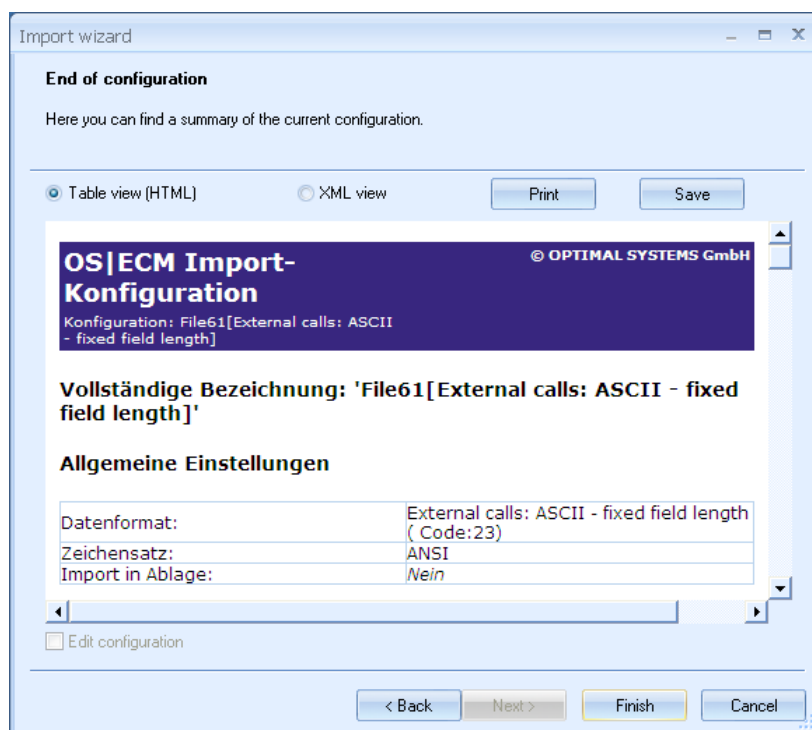 Import wizard
End of configuration
Here you can find a summary of the current configuration.
Table view (HTML)
XML view
Print
Save
OS|ECM Import-
Konfiguration
© OPTIMAL SYSTEMS GmbH
Konfiguration: File61[External calls: ASCII
- fixed field length]
Vollständige Bezeichnung: 'File61[External calls: ASCII - fixed
field length]'
Allgemeine Einstellungen
Datenformat:
External calls: ASCII - fixed field length
( Code:23)
Zeichensatz:
ANSI
Import in Ablage:
Nein
Edit configuration
< Back
Next >
Finish
Cancel